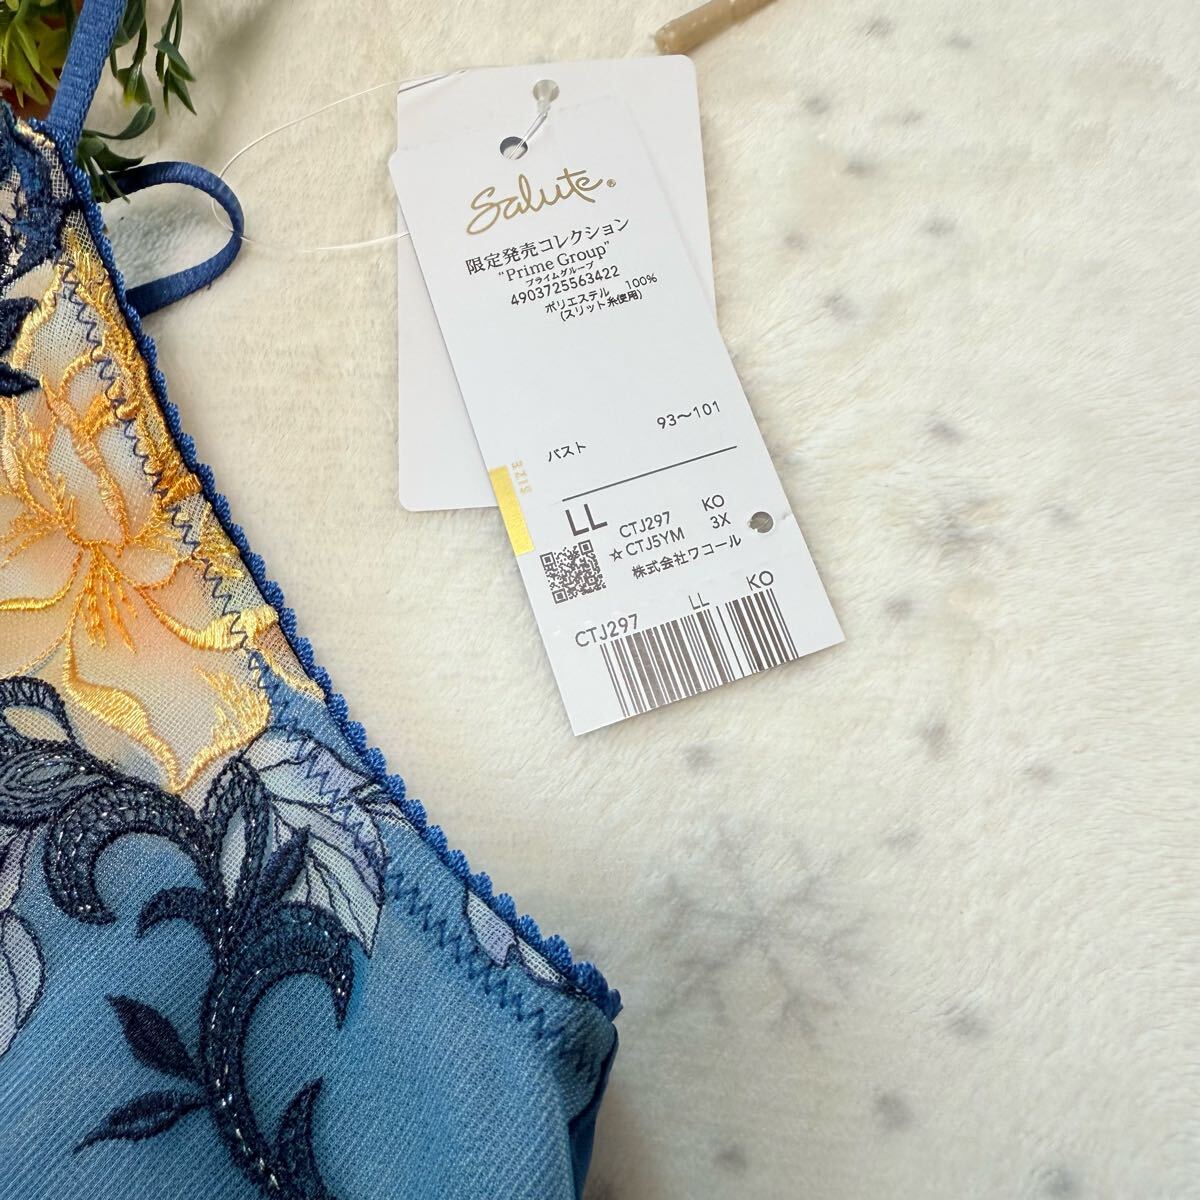 Salute®
限定発売コレクション
"Prime Group"
プライムグループ
4903725563422
ポリエステル 100%
(スリット糸使用)
バスト 93〜101
SIZE
LL CTJ297 KO
☆CTJ5YM 3X
株式会社ワコール
CTJ297 LL KO